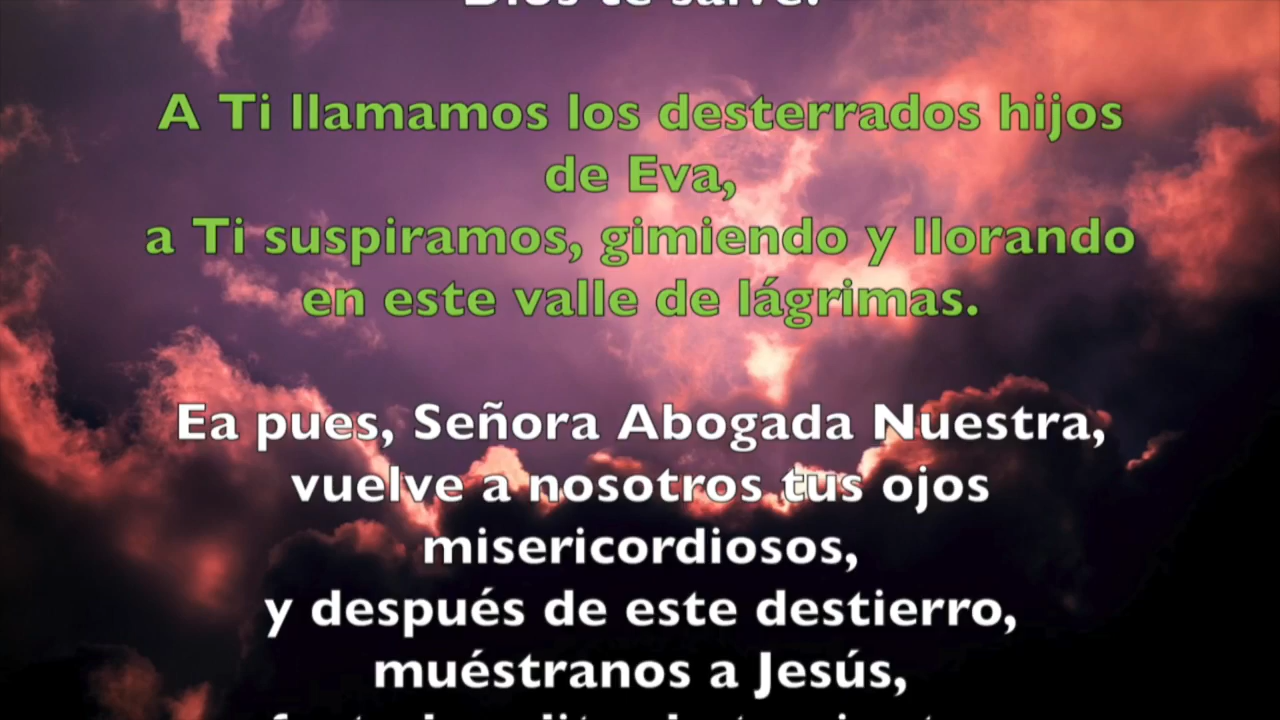 Dios te salve.
A Ti llamamos los desterrados hijos
de Eva,
a Ti suspiramos, gimiendo y llorando
en este valle de lágrimas.
Ea pues, Señora Abogada Nuestra,
vuelve a nosotros tus ojos
misericordiosos,
y después de este destierro,
muéstranos a Jesús,